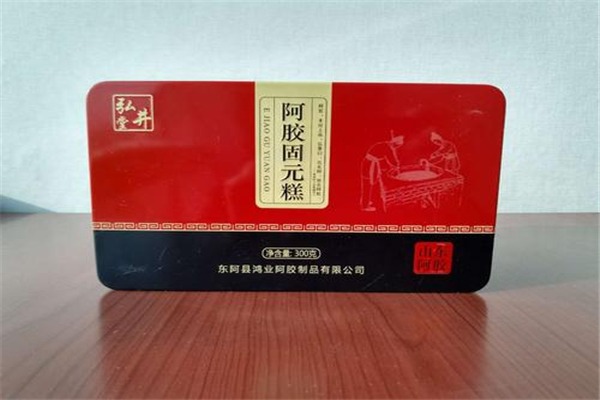 弘井堂
阿胶固元糕
E JIAO GU YUAN GAO
净含量: 300克
东阿县鸿业阿胶制品有限公司
山东
阿胶